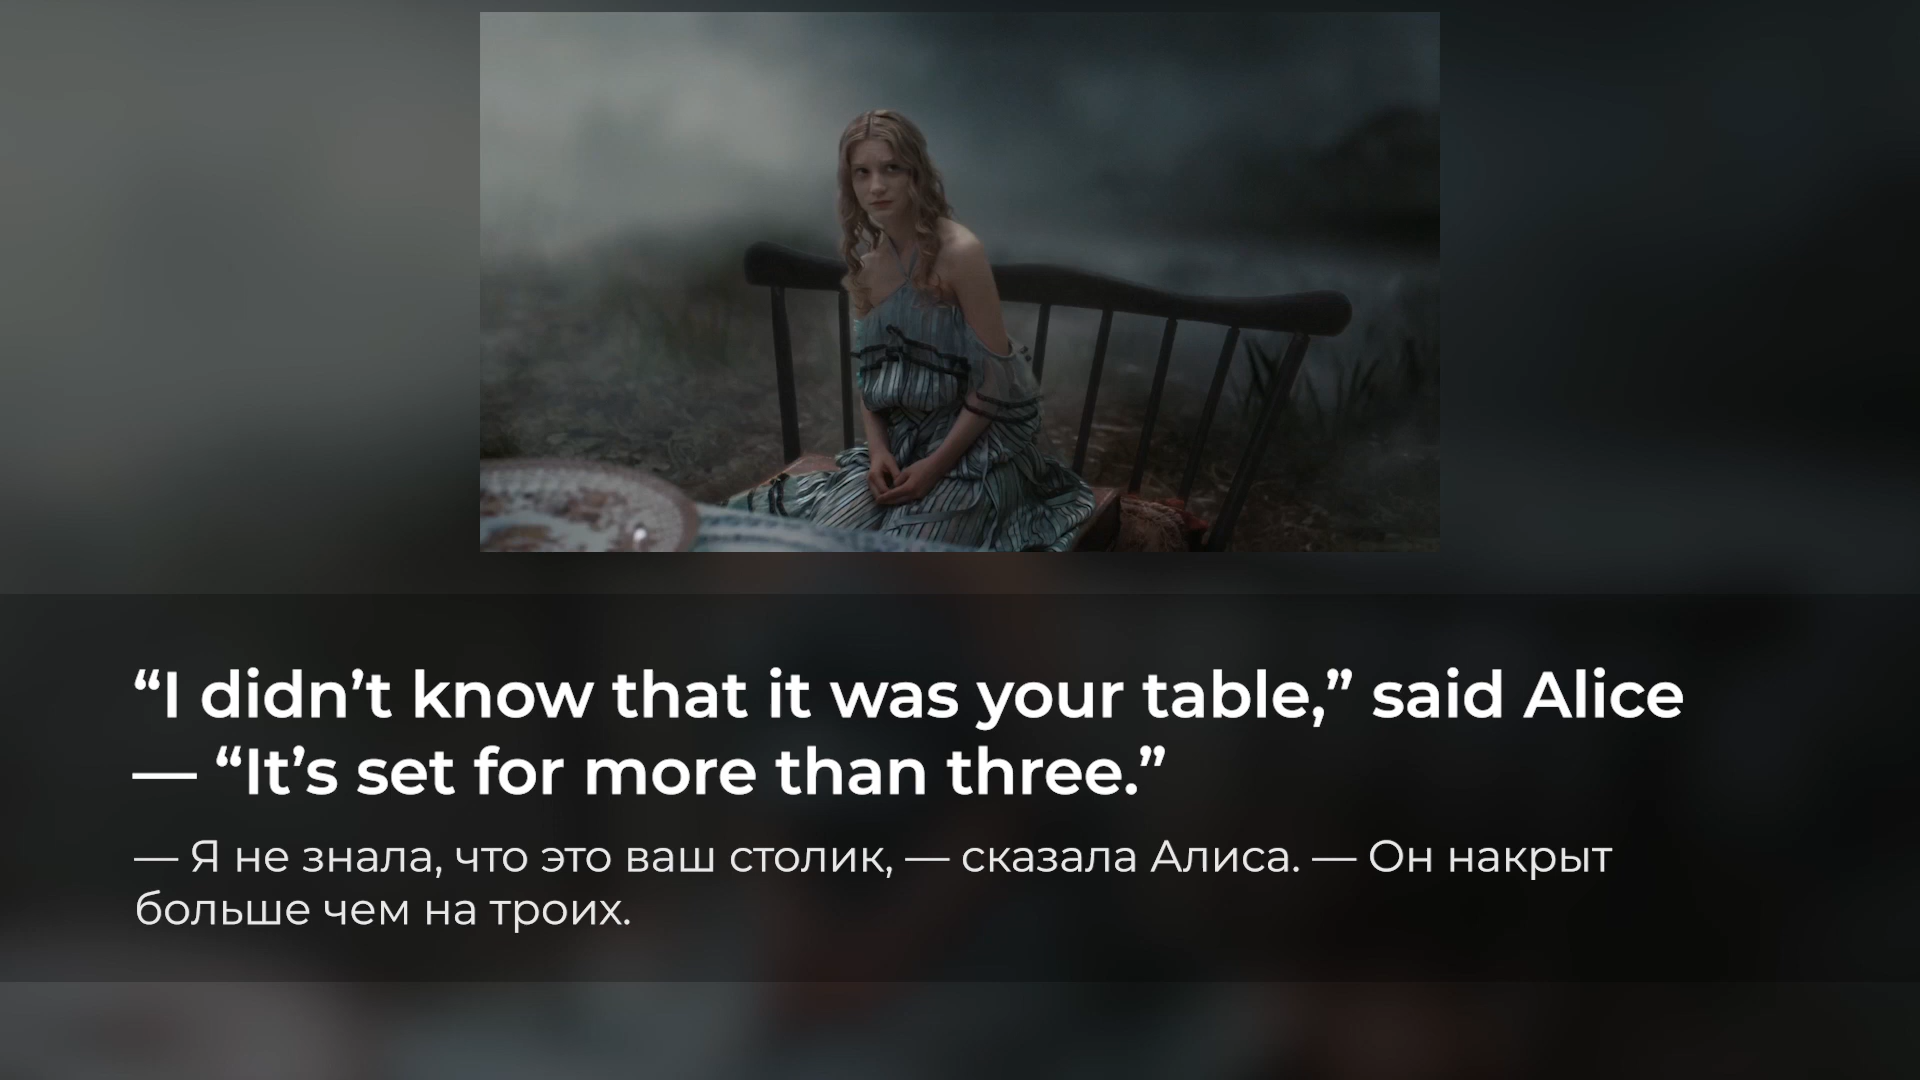 “I didn’t know that it was your table,” said Alice
— “It’s set for more than three.”
— Я не знала, что это ваш столик, — сказала Алиса. — Он накрыт
больше чем на троих.